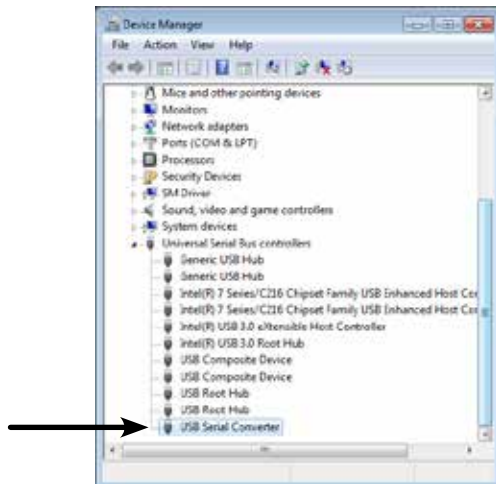 Device Manager
File Action View Help
Mice and other pointing devices
Monitors
Network adapters
Ports (COM & LPT)
Processors
Security Devices
SM Driver
Sound, video and game controllers
System devices
Universal Serial Bus controllers
Generic USB Hub
Generic USB Hub
Intel(R) 7 Series/C216 Chipset Family USB Enhanced Host Cor
Intel(R) 7 Series/C216 Chipset Family USB Enhanced Host Cor
Intel(R) USB 3.0 eXtensible Host Controller
Intel(R) USB 3.0 Root Hub
USB Composite Device
USB Composite Device
USB Root Hub
USB Root Hub
USB Serial Converter